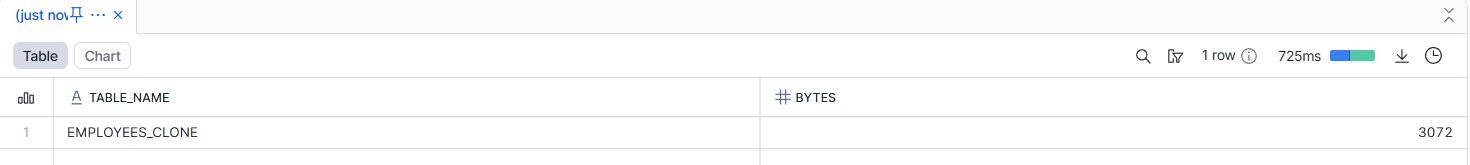 (just nov
Table Chart
1 row 725ms
A TABLE_NAME # BYTES
1 EMPLOYEES_CLONE 3072